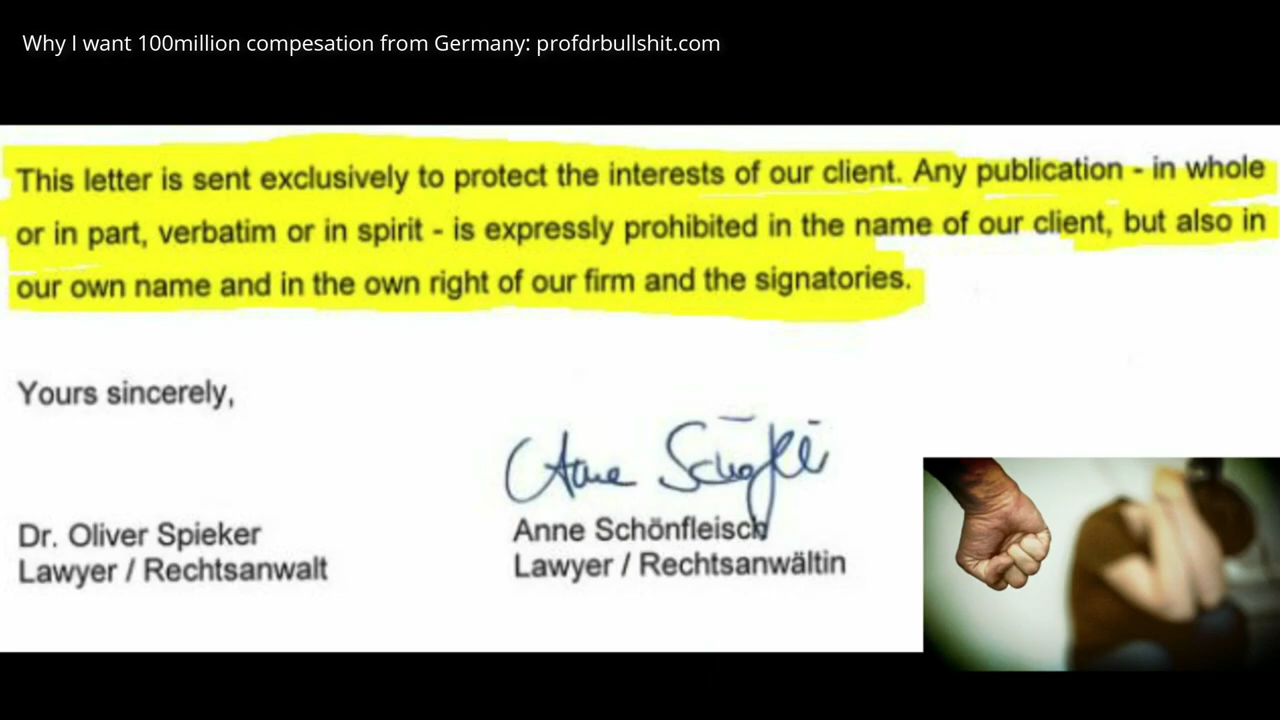 Why I want 100million compesation from Germany: profdrbullshit.com
This letter is sent exclusively to protect the interests of our client. Any publication - in whole
or in part, verbatim or in spirit - is expressly prohibited in the name of our client, but also in
our own name and in the own right of our firm and the signatories.
Yours sincerely,
Dr. Oliver Spieker
Lawyer / Rechtsanwalt
Anne Schönfleisch
Lawyer / Rechtsanwältin